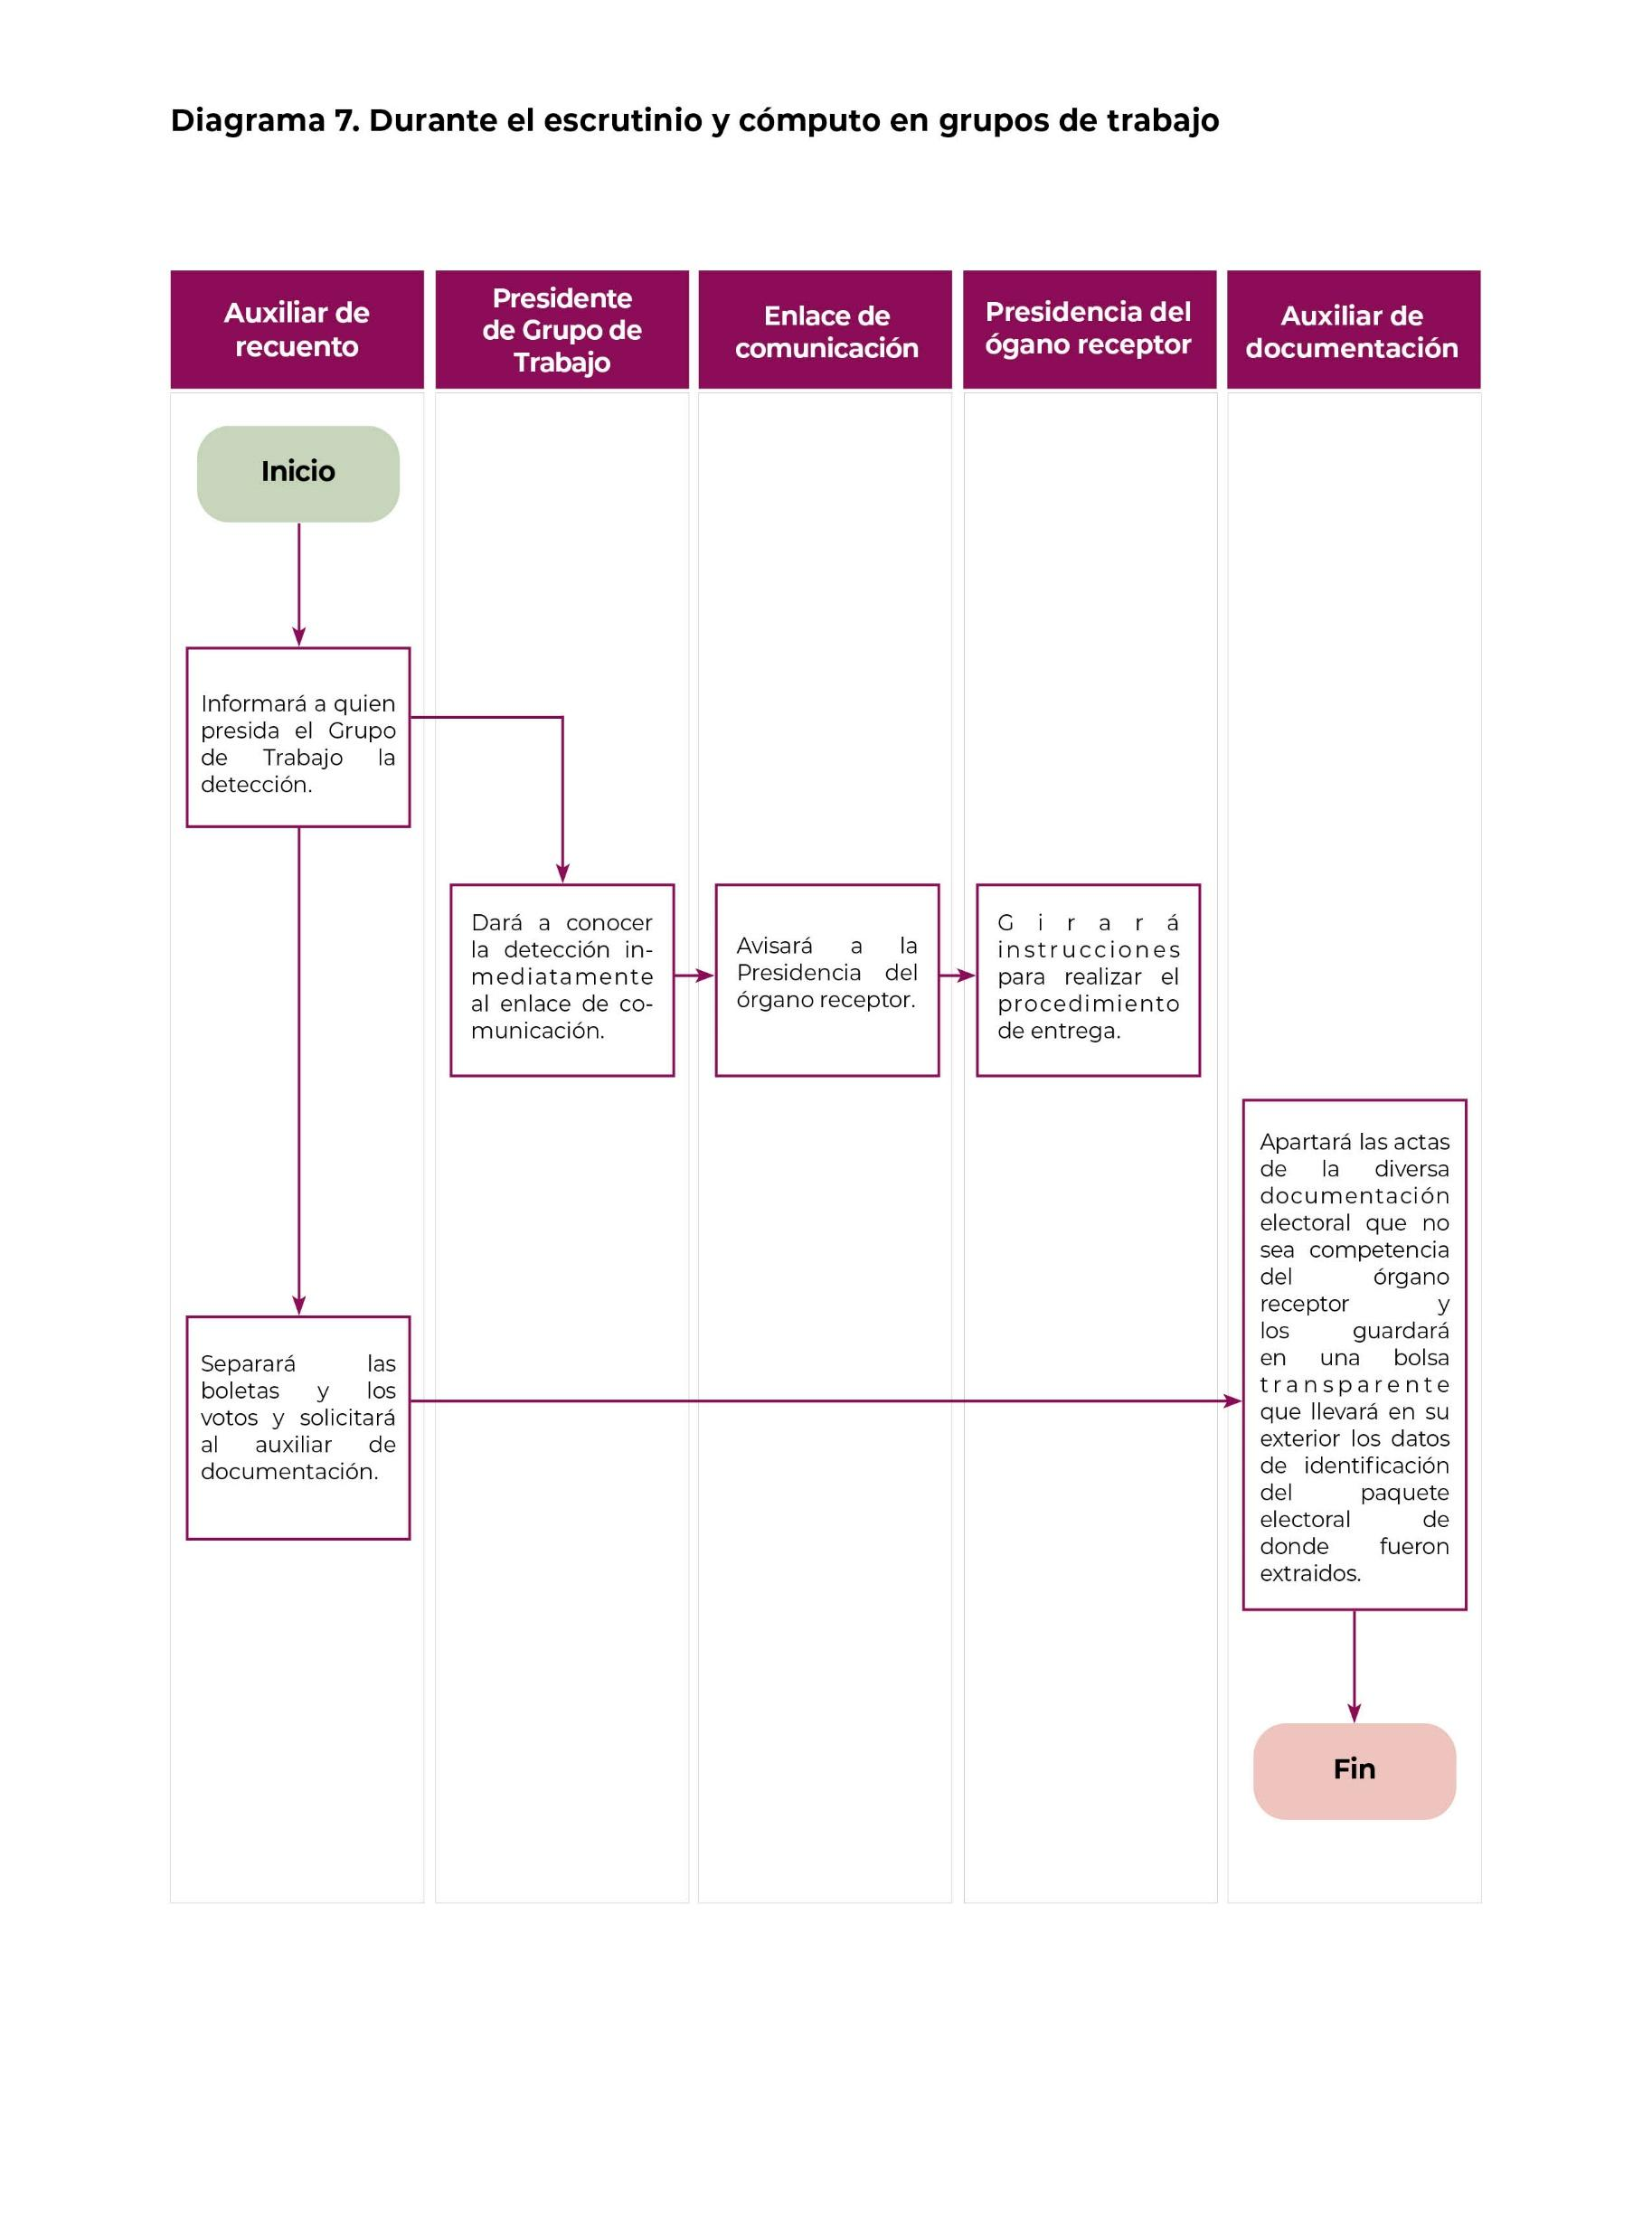 Diagrama 7. Durante el escrutinio y cómputo en grupos de trabajo
Auxiliar de
recuento
Presidente
de Grupo de
Trabajo
Enlace de
comunicación
Presidencia del
ógano receptor
Auxiliar de
documentación
Inicio
Informará a quien
presida el Grupo
de Trabajo la
detección.
Dará a conocer
la detección in-
mediatamente
al enlace de co-
municación.
Avisará a la
Presidencia del
órgano receptor.
Girará
instrucciones
para realizar el
procedimiento
de entrega.
Separará las
boletas y los
votos y solicitará
al auxiliar de
documentación.
Apartará las actas
de la diversa
documentación
electoral que no
sea competencia
del órgano
receptor y
los guardará
en una bolsa
transparente
que llevará en su
exterior los datos
de identificación
del paquete
electoral de
donde fueron
extraidos.
Fin